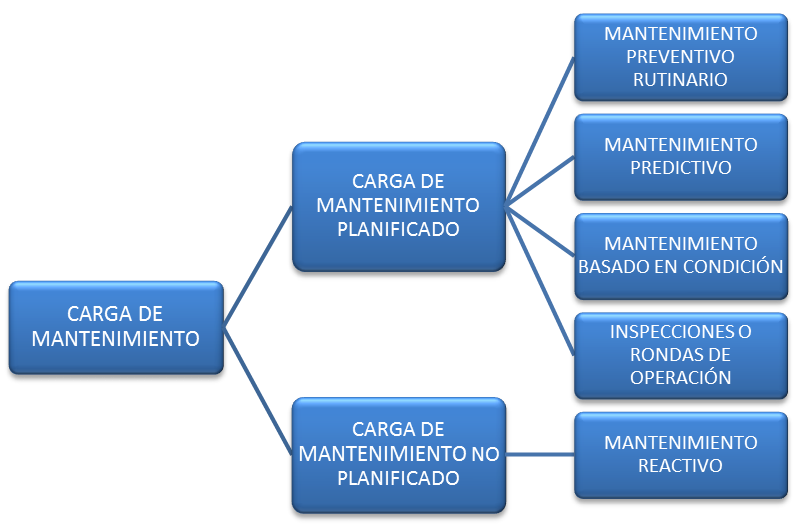 CARGA DE
MANTENIMIENTO
CARGA DE
MANTENIMIENTO
PLANIFICADO
MANTENIMIENTO
PREVENTIVO
RUTINARIO
MANTENIMIENTO
PREDICTIVO
MANTENIMIENTO
BASADO EN CONDICIÓN
INSPECCIONES O
RONDAS DE
OPERACIÓN
CARGA DE
MANTENIMIENTO NO
PLANIFICADO
MANTENIMIENTO
REACTIVO